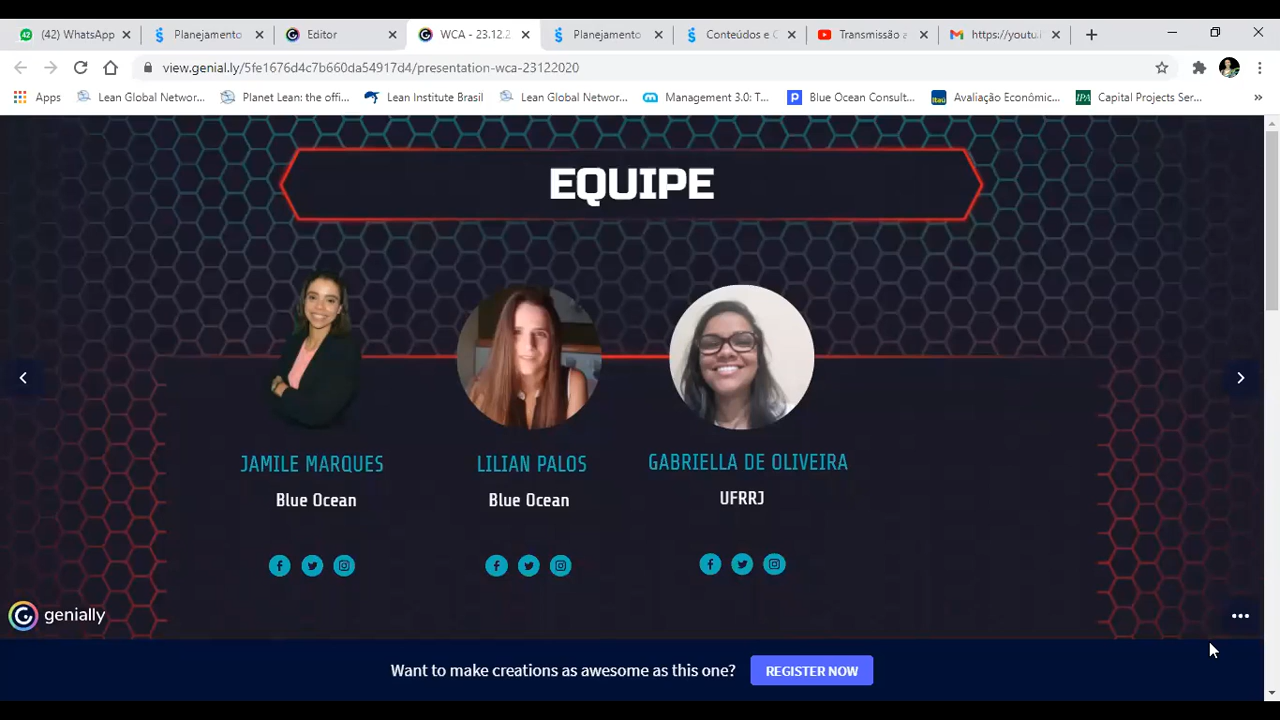 (42) WhatsApp
Planejamento
Editor
WCA - 23.12.2
Planejamento
Conteúdos e C
Transmissão a
https://youtu.
view.genial.ly/5fe1676d4c7b660da54917d4/presentation-wca-23122020
Apps
Lean Global Networ...
Planet Lean: the offi...
Lean Institute Brasil
Lean Global Networ...
Management 3.0: T...
Blue Ocean Consult...
Itaú
Avaliação Econômic...
IPA
Capital Projects Ser...
»
EQUIPE
JAMILE MARQUES
LILIAN PALOS
GABRIELLA DE OLIVEIRA
Blue Ocean
Blue Ocean
UFRRJ
genially
Want to make creations as awesome as this one?
REGISTER NOW